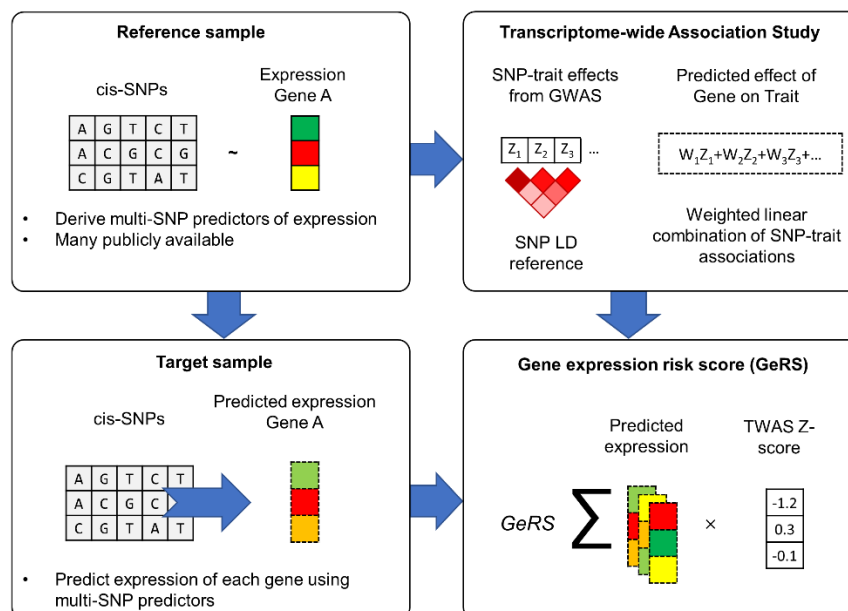 Reference sample
cis-SNPs
Expression
Gene A
A G T C T
A C G C G
C G T A T
~
• Derive multi-SNP predictors of expression
• Many publicly available
Transcriptome-wide Association Study
SNP-trait effects
from GWAS
Z1 Z2 Z3 ...
SNP LD
reference
Predicted effect of
Gene on Trait
W1Z1+W2Z2+W3Z3+...
Weighted linear
combination of SNP-trait
associations
Target sample
cis-SNPs
Predicted expression
Gene A
A G T C T
A C G C
C G T A T
• Predict expression of each gene using
multi-SNP predictors
Gene expression risk score (GeRS)
Predicted
expression
TWAS Z-
score
GeRS ∑ ×
-1.2
0.3
-0.1